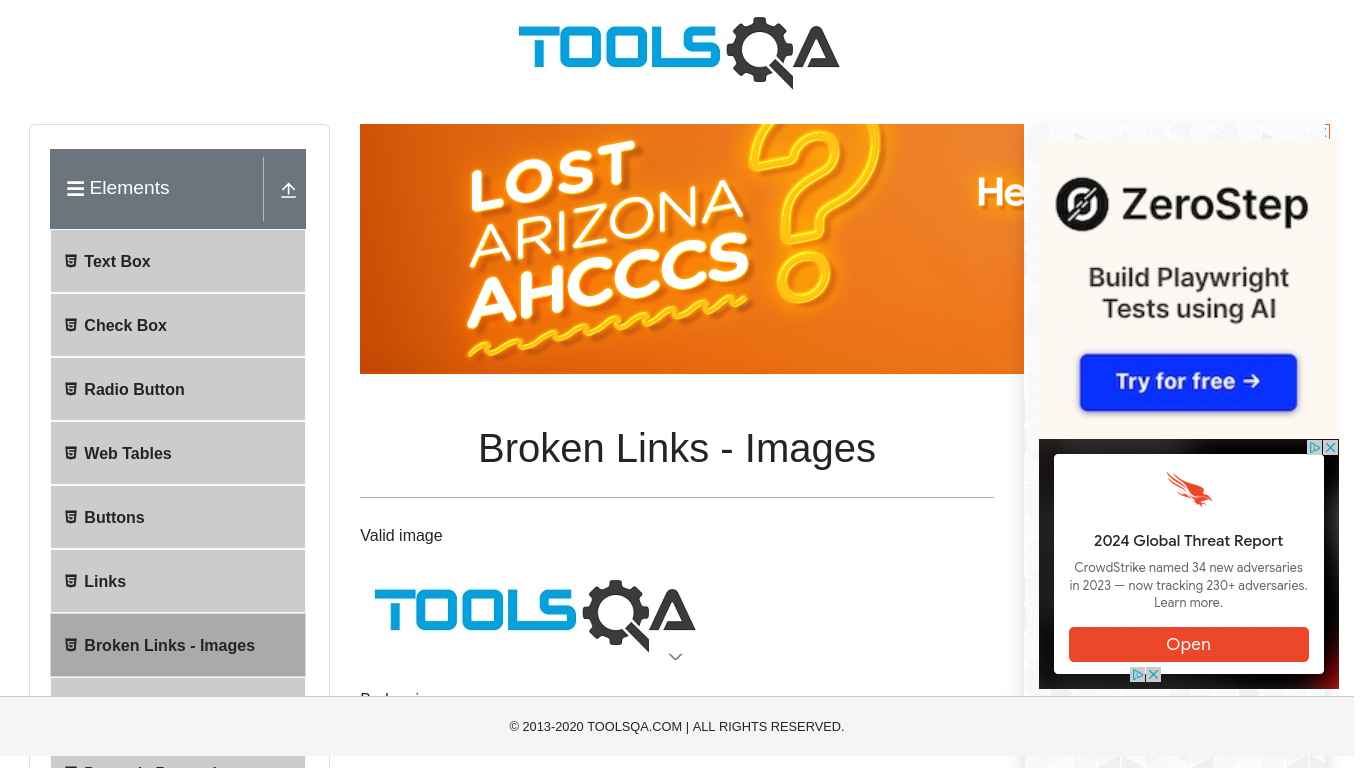 TOOLSQA
Elements
Text Box
Check Box
Radio Button
Web Tables
Buttons
Links
Broken Links - Images
LOST
ARIZONA
AHCCCS
?
He
Broken Links - Images
Valid image
TOOLSQA
ZeroStep
Build Playwright
Tests using AI
Try for free →
2024 Global Threat Report
CrowdStrike named 34 new adversaries
in 2023 — now tracking 230+ adversaries.
Learn more.
Open
© 2013-2020 TOOLSQA.COM | ALL RIGHTS RESERVED.